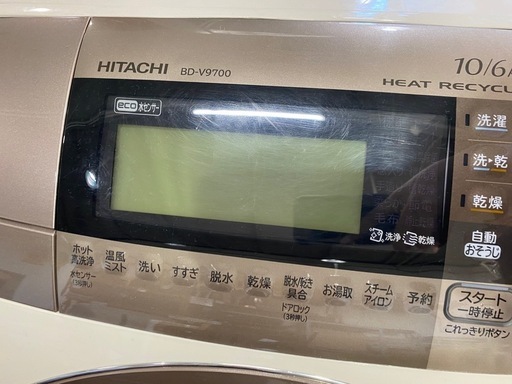 HITACHI BD-V9700
10/6
HEAT RECYCL
eco 水センサー
洗濯
洗乾
乾燥
毛布
洗浄 乾燥
自動
おそうじ
ホット
高洗浄
水センサー
(3秒押し)
温風
ミスト
洗い
すすぎ
脱水
乾燥
脱水/乾き
具合
ドアロック
(3秒押し)
お湯取
スチーム
アイロン
予約
スタート
一時停止
これっきりボタン